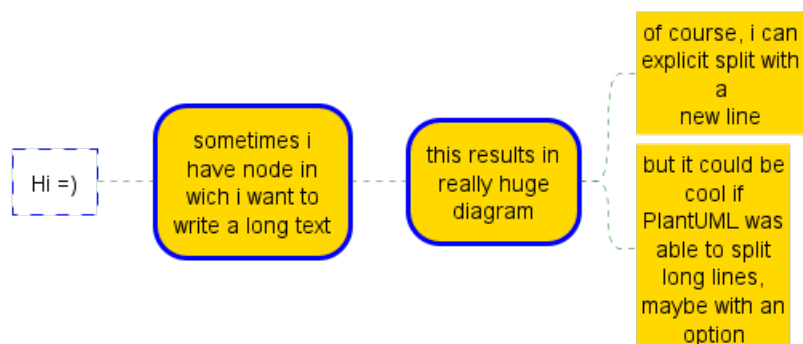 Hi =)
sometimes i
have node in
wich i want to
write a long text
this results in
really huge
diagram
of course, i can
explicit split with
a
new line
but it could be
cool if
PlantUML was
able to split
long lines,
maybe with an
option